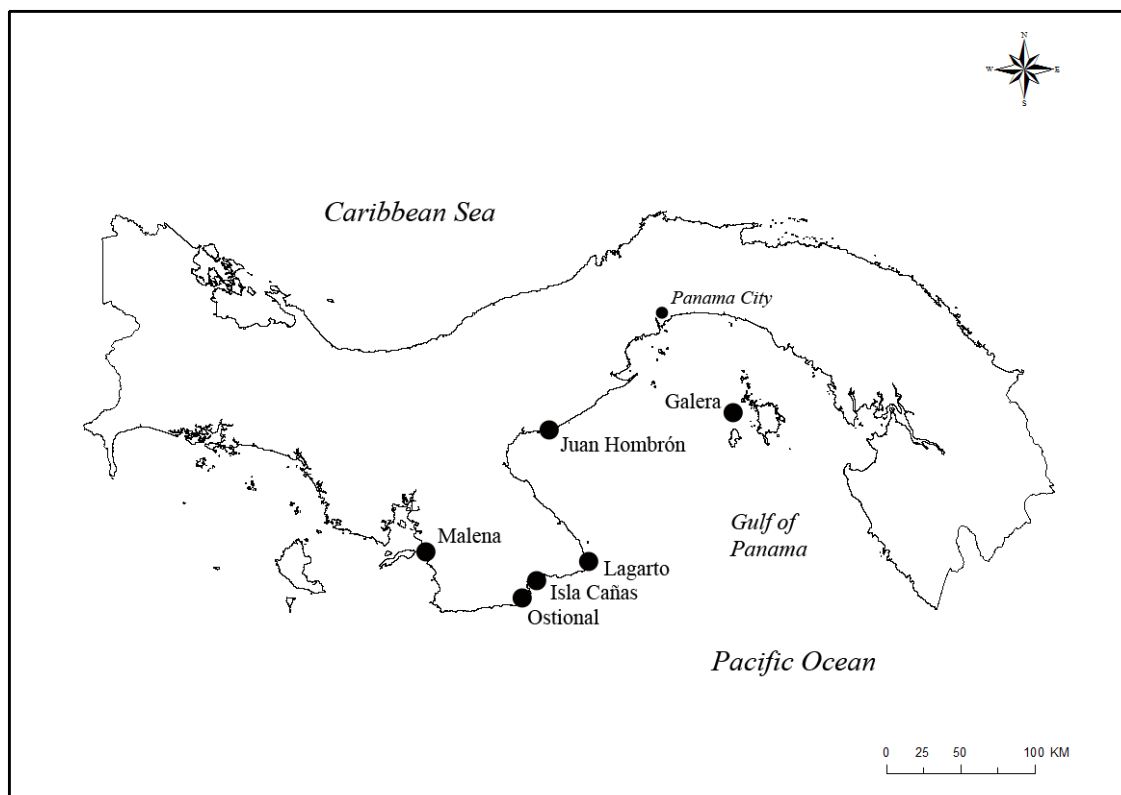 N
W E
S
Caribbean Sea
Panama City
Galera
Juan Hombrón
Gulf of
Panama
Malena
Lagarto
Isla Cañas
Ostional
Pacific Ocean
0 25 50 100 KM